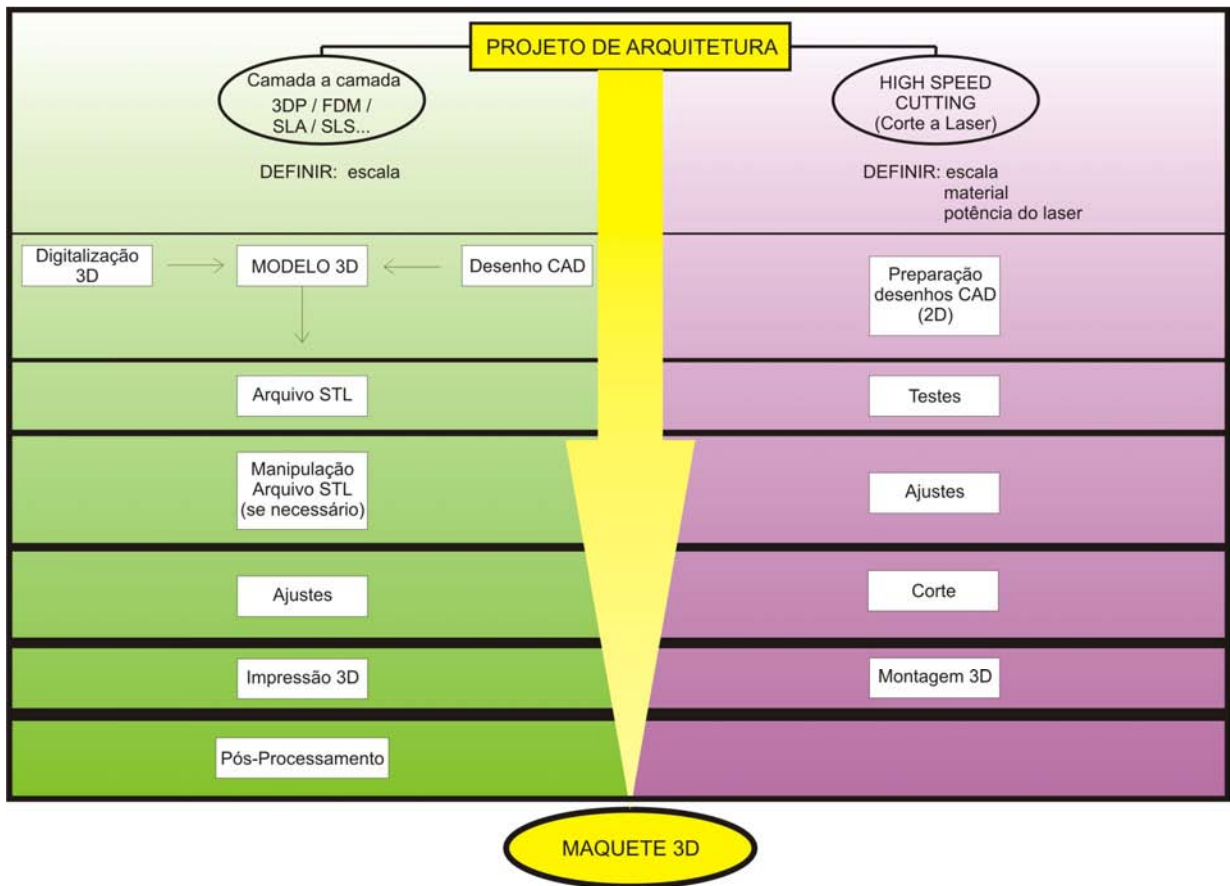 PROJETO DE ARQUITETURA
Camada a camada
3DP / FDM /
SLA / SLS...
DEFINIR: escala
HIGH SPEED
CUTTING
(Corte a Laser)
DEFINIR: escala
material
potência do laser
Digitalização
3D
MODELO 3D
Desenho CAD
Preparação
desenhos CAD
(2D)
Arquivo STL
Testes
Manipulação
Arquivo STL
(se necessário)
Ajustes
Ajustes
Corte
Impressão 3D
Montagem 3D
Pós-Processamento
MAQUETE 3D